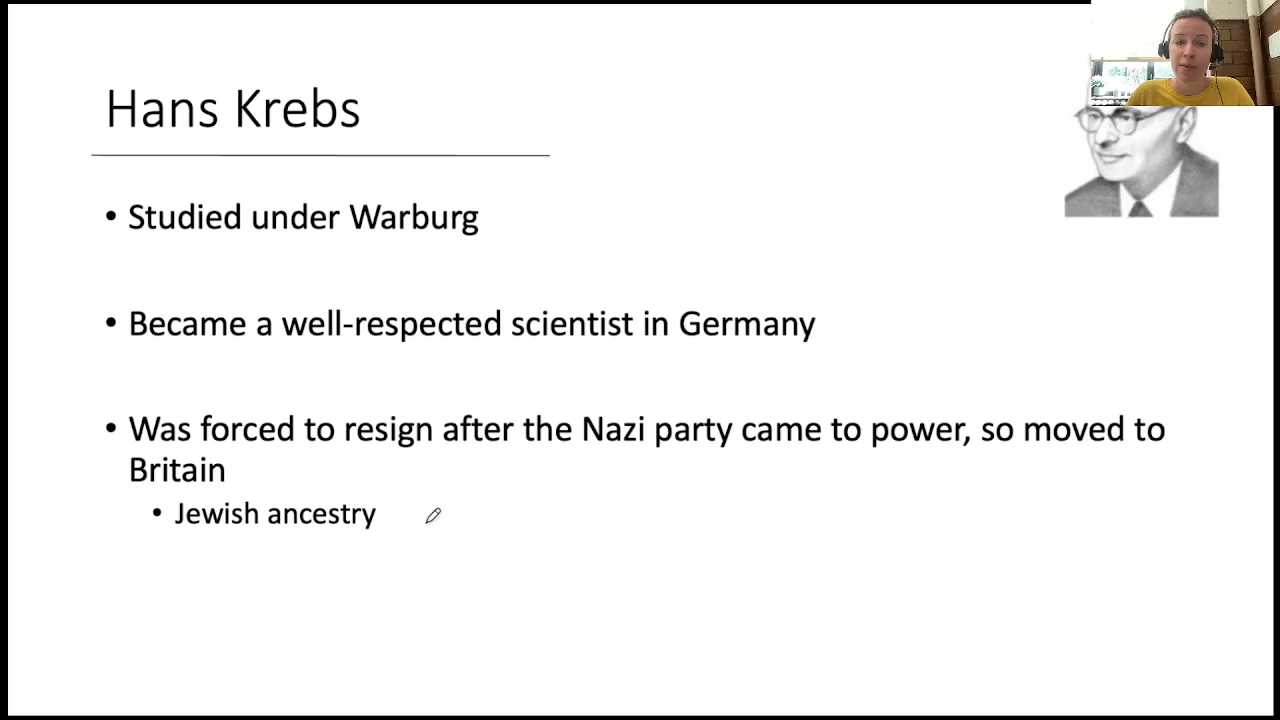 Hans Krebs
• Studied under Warburg
• Became a well-respected scientist in Germany
• Was forced to resign after the Nazi party came to power, so moved to
Britain
• Jewish ancestry